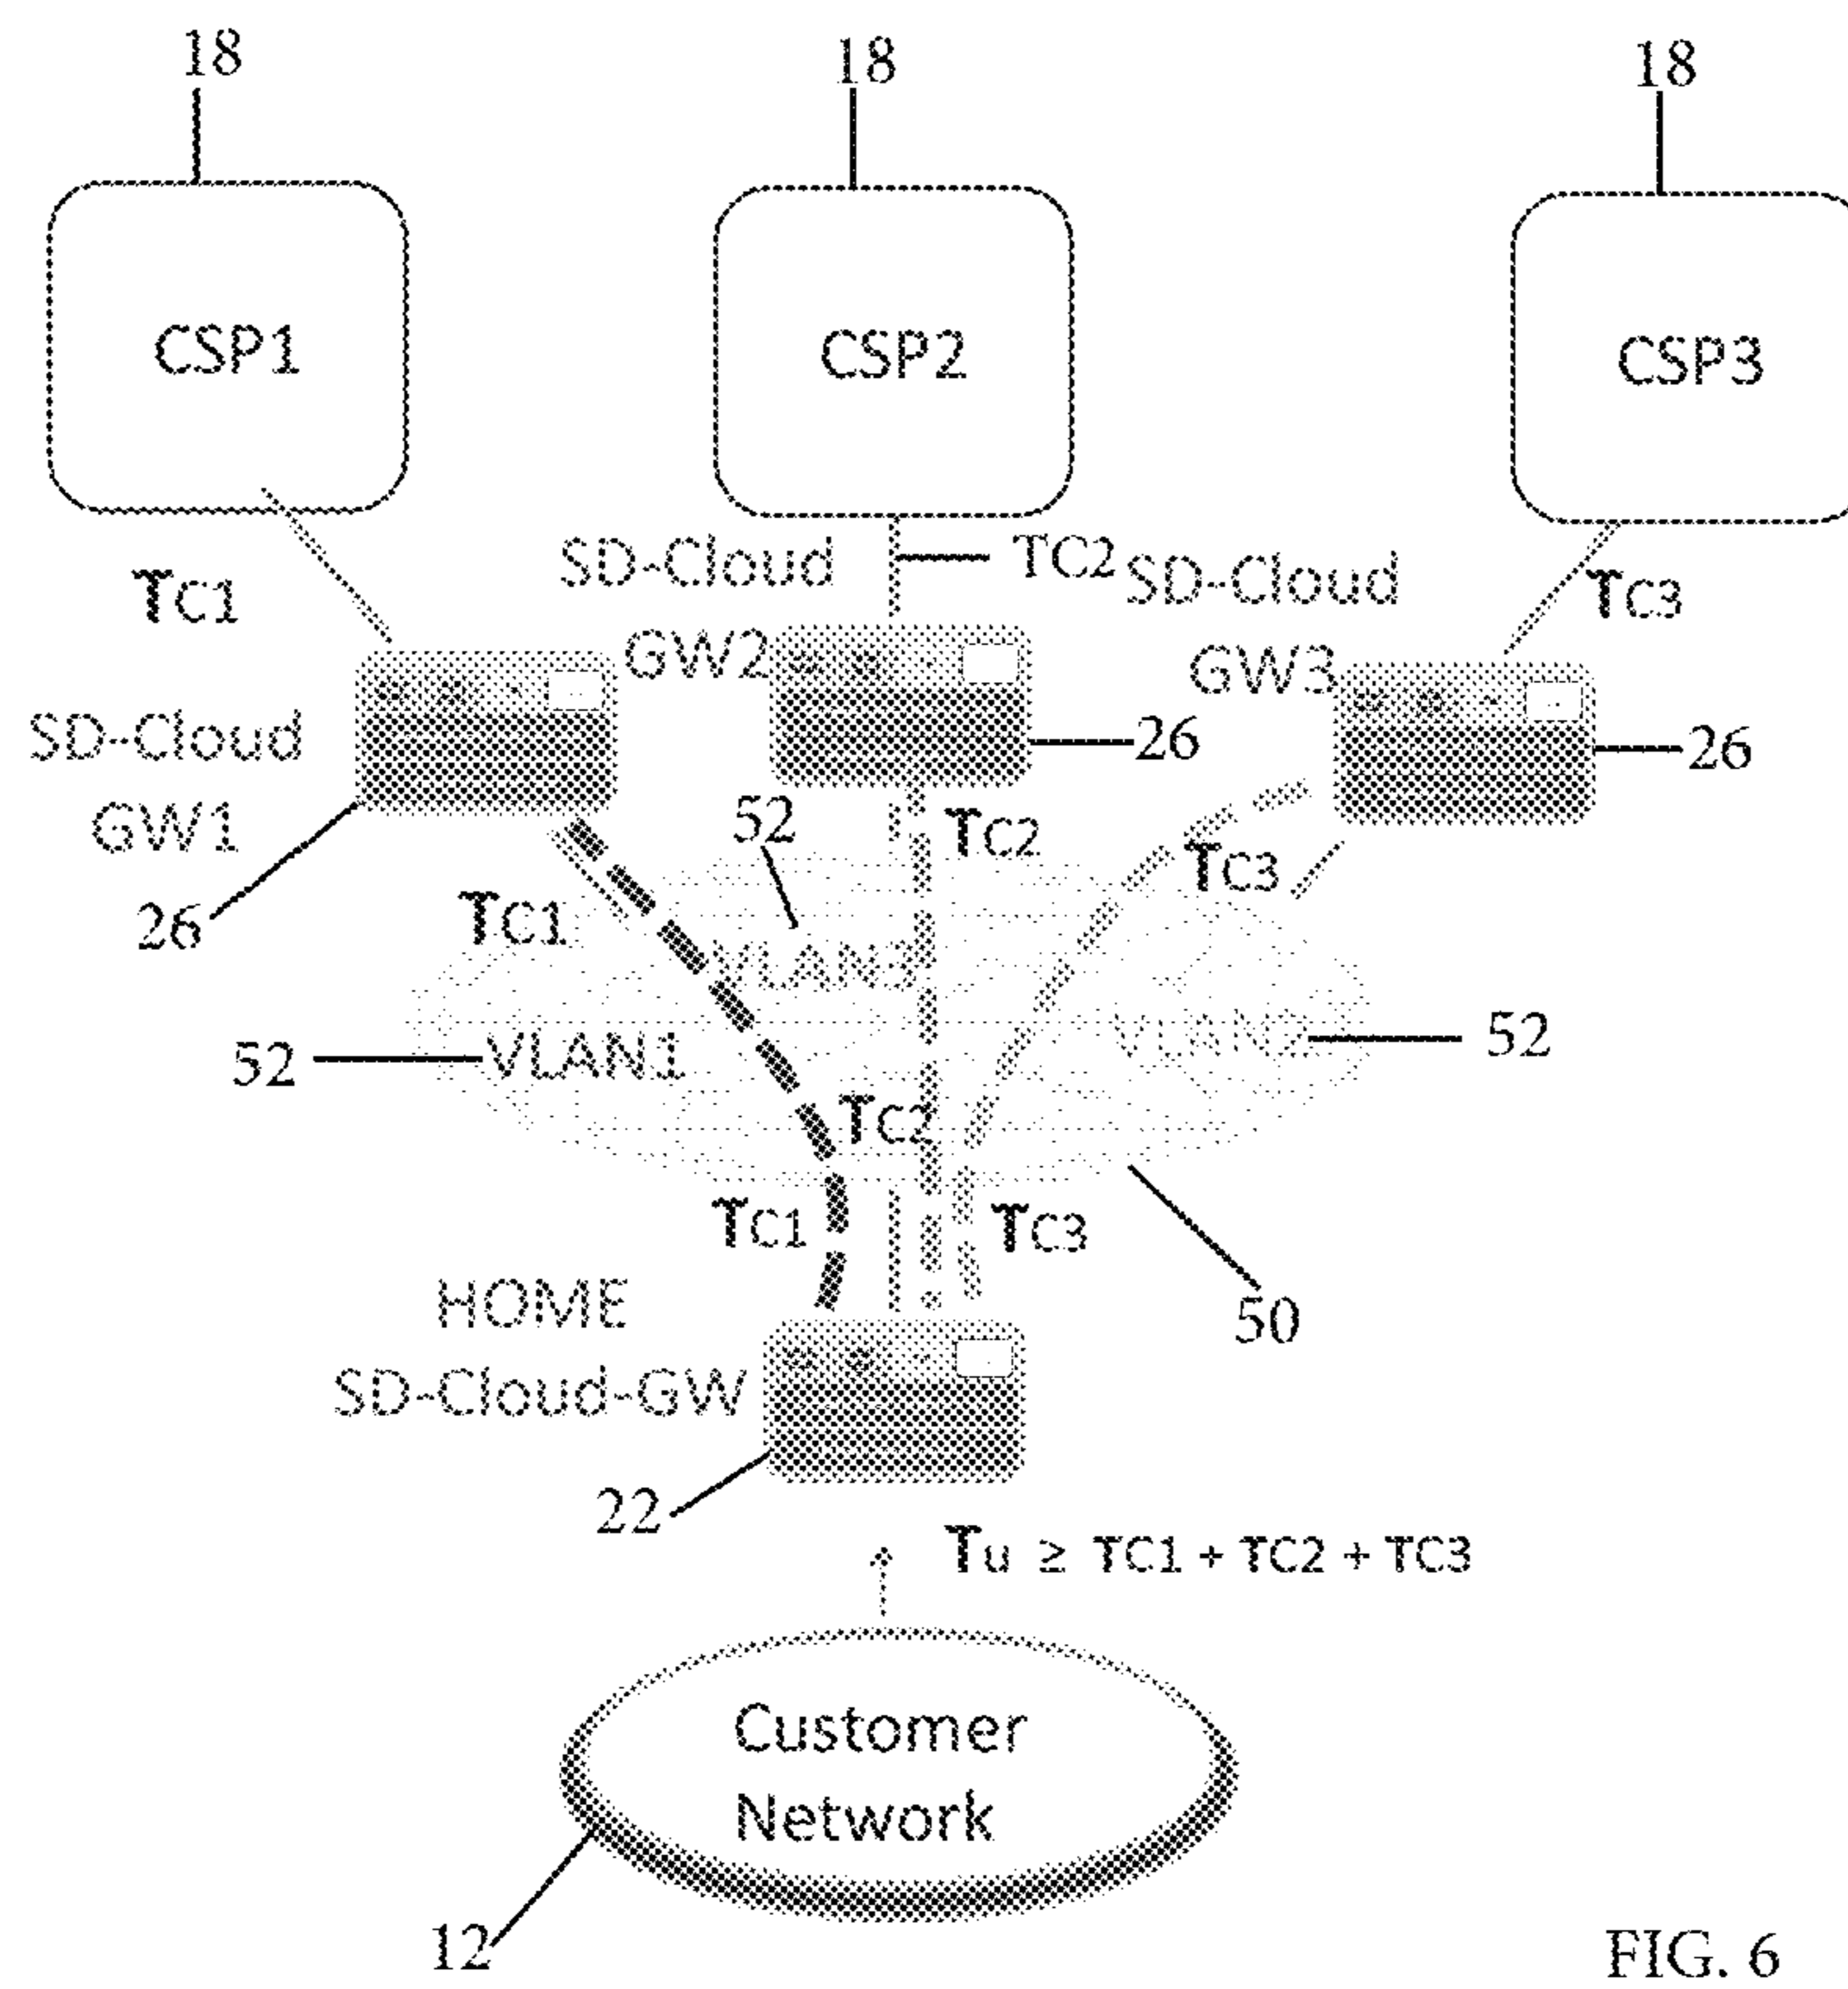 18
18
18
CSP1
CSP2
CSP3
SD-Cloud
TC2
SD-Cloud
TC1
TC3
GW2
GW3
SD-Cloud
26
26
GW1
52
TC2
TC3
26
TC1
VLAN3
52
VLAN1
52
TC2
TC1
TC3
HOME
50
SD-Cloud-GW
22
Tu ≥ TC1 + TC2 + TC3
Customer
Network
12
FIG. 6